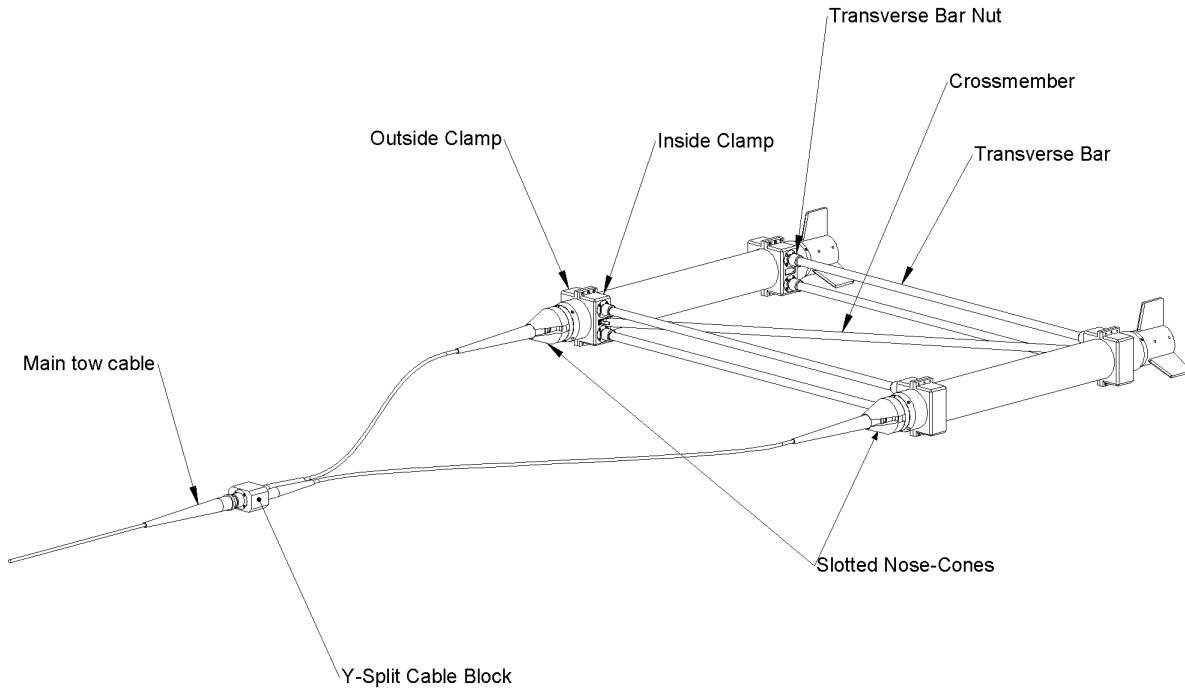 Transverse Bar Nut
Crossmember
Outside Clamp
Inside Clamp
Transverse Bar
Main tow cable
Slotted Nose-Cones
Y-Split Cable Block